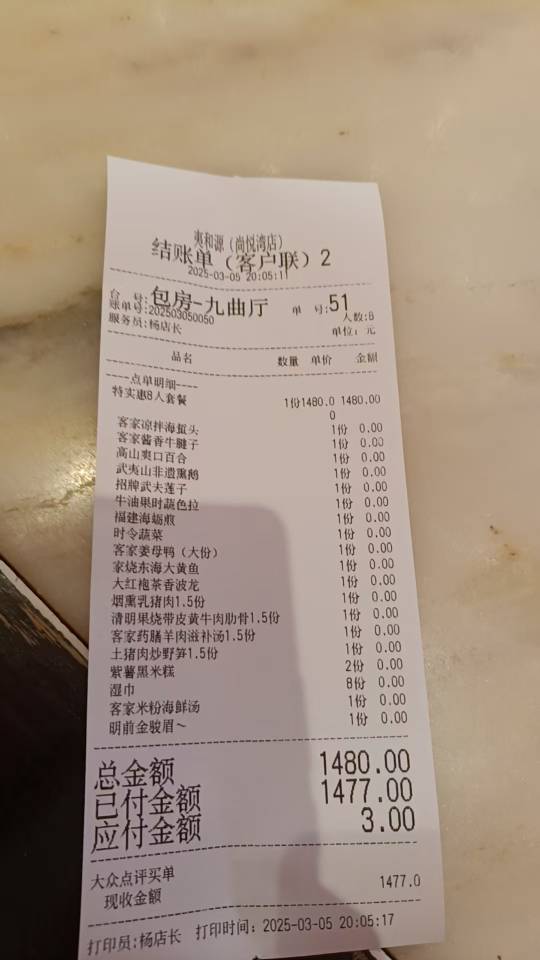 夷和源（尚悦湾店）
结账单（客户联）2
2025-03-05 20:05:11
台 号:包房-九曲厅 单 号:51
账单号:202503050050 人数:8
服务员:杨店长 单位：元
品名 数量 单价 金额
----点单明细----
特实惠8人套餐 1份1480.0 1480.00
0
客家凉拌海蜇头 1份 0.00
客家酱香牛腱子 1份 0.00
高山爽口百合 1份 0.00
武夷山非遗熏鹅 1份 0.00
招牌武夫莲子 1份 0.00
牛油果时蔬色拉 1份 0.00
福建海蛎煎 1份 0.00
时令蔬菜 1份 0.00
客家姜母鸭（大份） 1份 0.00
家烧东海大黄鱼 1份 0.00
大红袍茶香波龙 1份 0.00
烟熏乳猪肉1.5份 1份 0.00
清明果烧带皮黄牛肉肋骨1.5份 1份 0.00
客家药膳羊肉滋补汤1.5份 1份 0.00
土猪肉炒野笋1.5份 1份 0.00
紫薯黑米糕 2份 0.00
湿巾 8份 0.00
客家米粉海鲜汤 1份 0.00
明前金骏眉～ 1份 0.00
总金额 1480.00
已付金额 1477.00
应付金额 3.00
大众点评买单 1477.0
现收金额
打印员:杨店长 打印时间：2025-03-05 20:05:17